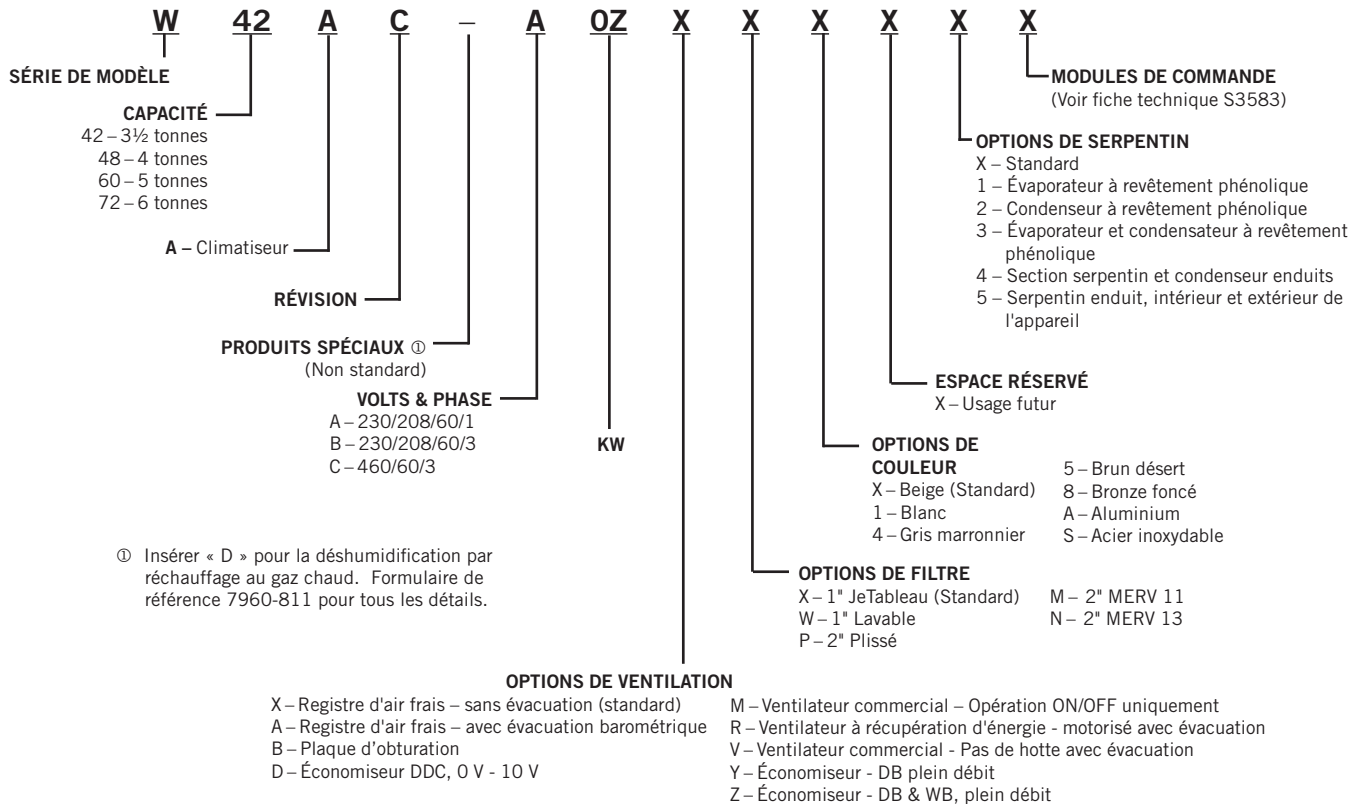 W 42 A C – A 0Z X X X X X X
SÉRIE DE MODÈLE
CAPACITÉ
42 – 3½ tonnes
48 – 4 tonnes
60 – 5 tonnes
72 – 6 tonnes
A – Climatiseur
RÉVISION
PRODUITS SPÉCIAUX ①
(Non standard)
VOLTS & PHASE
A – 230/208/60/1
B – 230/208/60/3
C – 460/60/3
KW
① Insérer « D » pour la déshumidification par
réchauffage au gaz chaud. Formulaire de
référence 7960-811 pour tous les détails.
MODULES DE COMMANDE
(Voir fiche technique S3583)
OPTIONS DE SERPENTIN
X – Standard
1 – Évaporateur à revêtement phénolique
2 – Condenseur à revêtement phénolique
3 – Évaporateur et condensateur à revêtement
phénolique
4 – Section serpentin et condenseur enduits
5 – Serpentin enduit, intérieur et extérieur de
l'appareil
ESPACE RÉSERVÉ
X – Usage futur
OPTIONS DE
COULEUR
X – Beige (Standard)
1 – Blanc
4 – Gris marronnier
5 – Brun désert
8 – Bronze foncé
A – Aluminium
S – Acier inoxydable
OPTIONS DE FILTRE
X – 1" JeTableau (Standard)
W – 1" Lavable
P – 2" Plissé
M – 2" MERV 11
N – 2" MERV 13
OPTIONS DE VENTILATION
X – Registre d'air frais – sans évacuation (standard)
A – Registre d'air frais – avec évacuation barométrique
B – Plaque d’obturation
D – Économiseur DDC, 0 V - 10 V
M – Ventilateur commercial – Opération ON/OFF uniquement
R – Ventilateur à récupération d'énergie - motorisé avec évacuation
V – Ventilateur commercial - Pas de hotte avec évacuation
Y – Économiseur - DB plein débit
Z – Économiseur - DB & WB, plein débit